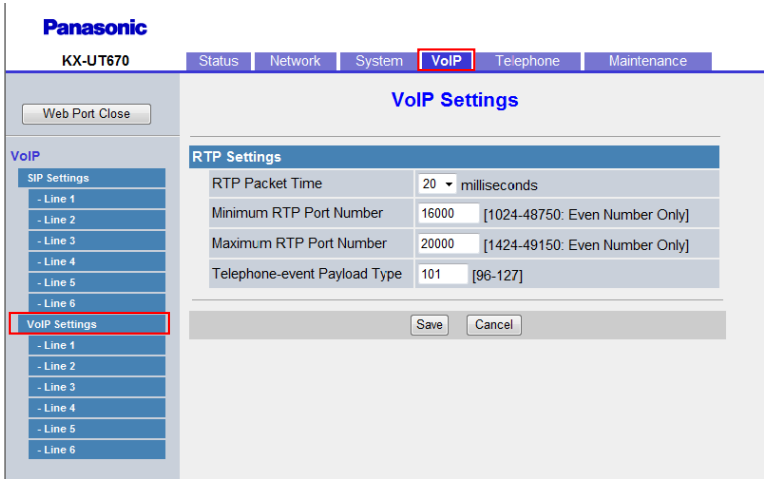 Panasonic
KX-UT670
Status Network System VoIP Telephone Maintenance
Web Port Close
VoIP
SIP Settings
- Line 1
- Line 2
- Line 3
- Line 4
- Line 5
- Line 6
VoIP Settings
- Line 1
- Line 2
- Line 3
- Line 4
- Line 5
- Line 6
VoIP Settings
RTP Settings
RTP Packet Time 20 milliseconds
Minimum RTP Port Number 16000 [1024-48750: Even Number Only]
Maximum RTP Port Number 20000 [1424-49150: Even Number Only]
Telephone-event Payload Type 101 [96-127]
Save Cancel